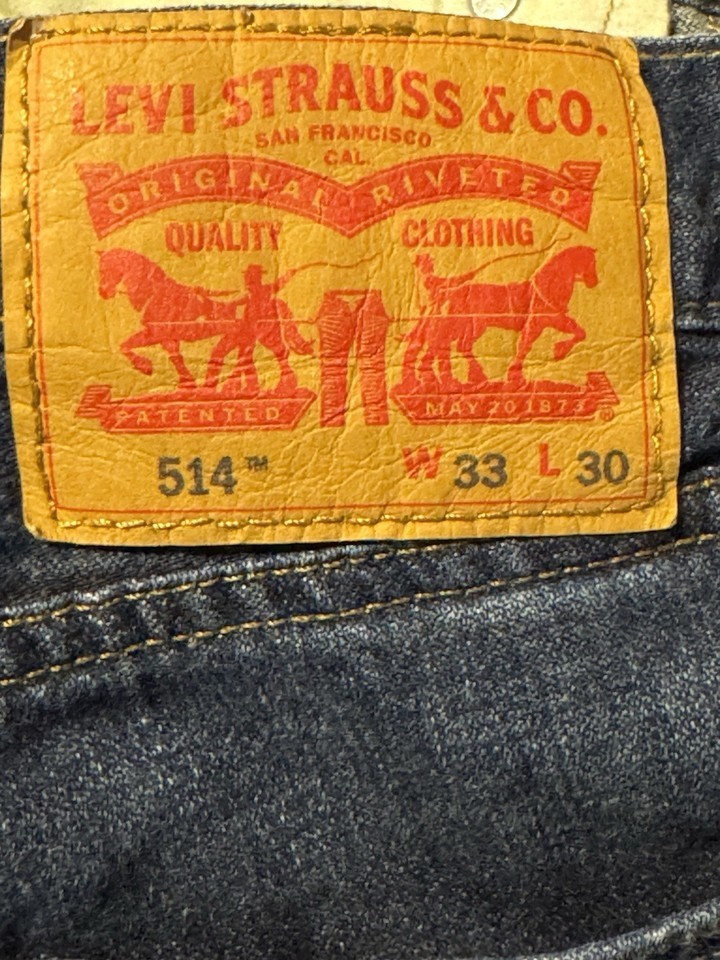 LEVI STRAUSS & CO.
SAN FRANCISCO
CAL.
ORIGINAL RIVETED
QUALITY CLOTHING
PATENTED MAY 20 1873 ®
514™ W 33 L 30